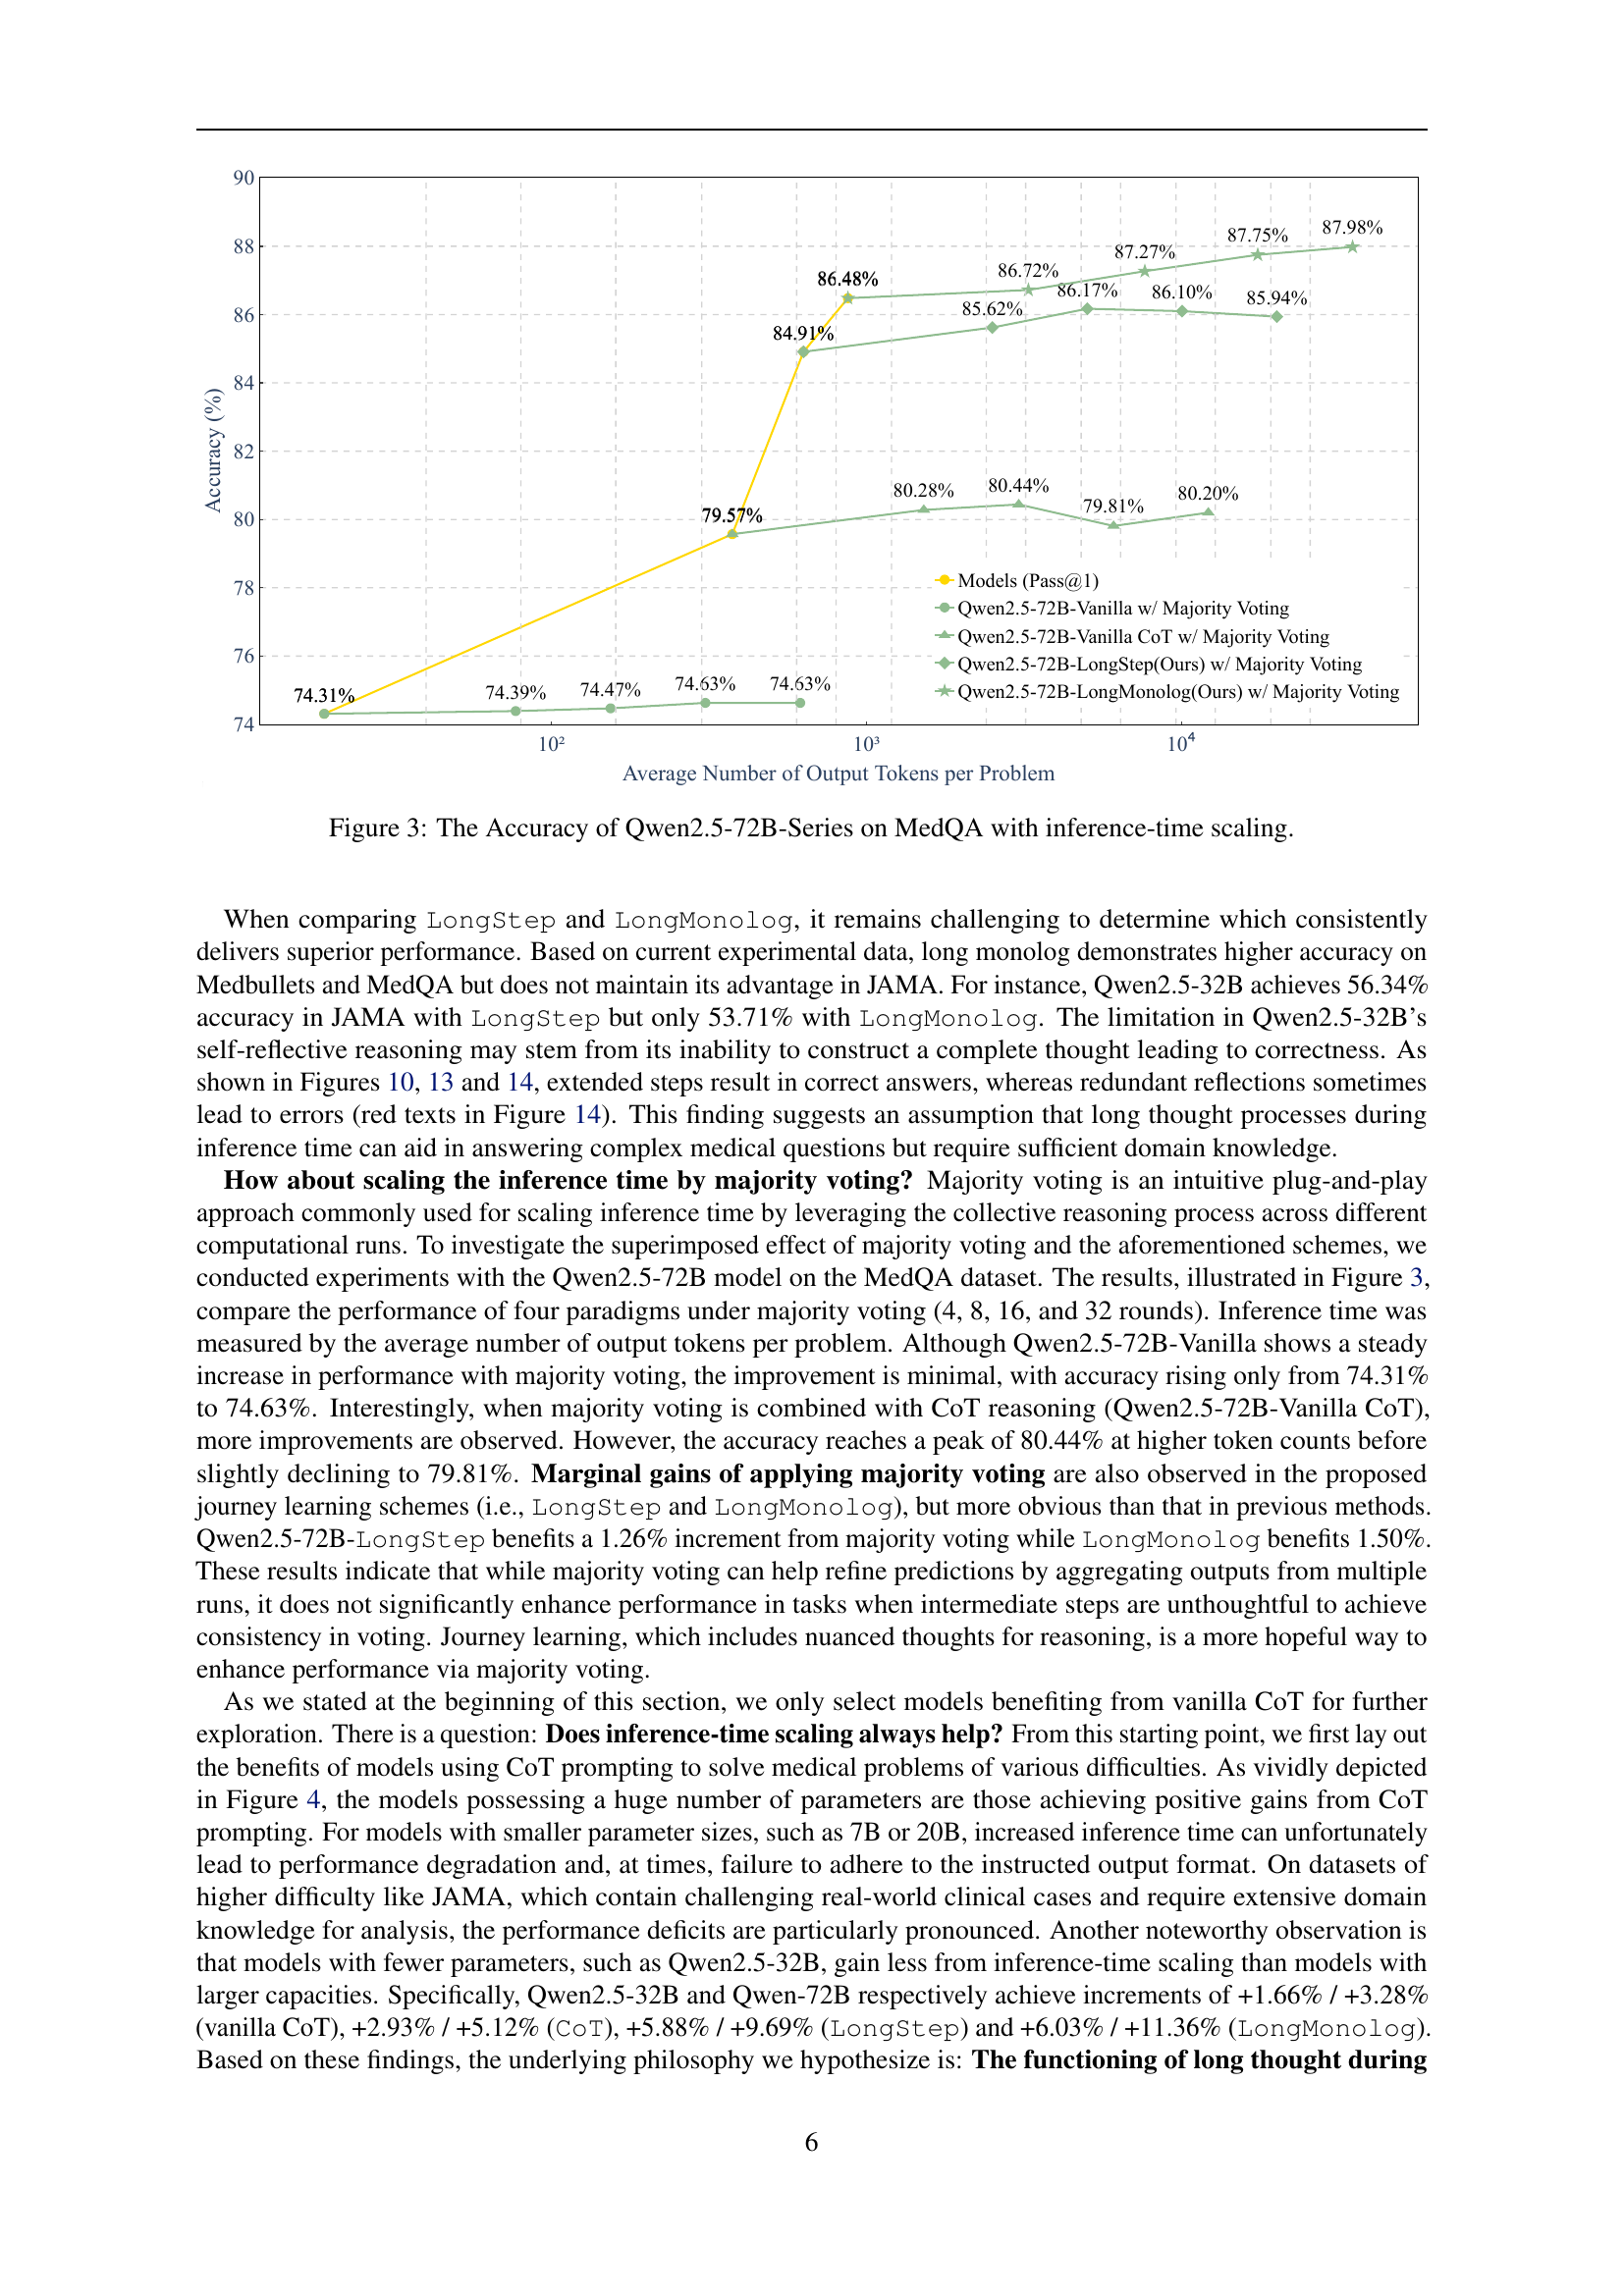 90
88
86
84
82
80
78
76
74
Accuracy (%)
87.98%
87.75%
87.27%
86.72%
86.48%
86.17%
86.10%
85.94%
85.62%
84.91%
80.28%
80.44%
79.81%
80.20%
79.57%
74.31%
74.39%
74.47%
74.63%
74.63%
Models (Pass@1)
Qwen2.5-72B-Vanilla w/ Majority Voting
Qwen2.5-72B-Vanilla CoT w/ Majority Voting
Qwen2.5-72B-LongStep(Ours) w/ Majority Voting
Qwen2.5-72B-LongMonolog(Ours) w/ Majority Voting
10² 10³ 10⁴
Average Number of Output Tokens per Problem
Figure 3: The Accuracy of Qwen2.5-72B-Series on MedQA with inference-time scaling.
When comparing LongStep and LongMonolog, it remains challenging to determine which consistently
delivers superior performance. Based on current experimental data, long monolog demonstrates higher accuracy on
Medbullets and MedQA but does not maintain its advantage in JAMA. For instance, Qwen2.5-32B achieves 56.34%
accuracy in JAMA with LongStep but only 53.71% with LongMonolog. The limitation in Qwen2.5-32B’s
self-reflective reasoning may stem from its inability to construct a complete thought leading to correctness. As
shown in Figures 10, 13 and 14, extended steps result in correct answers, whereas redundant reflections sometimes
lead to errors (red texts in Figure 14). This finding suggests an assumption that long thought processes during
inference time can aid in answering complex medical questions but require sufficient domain knowledge.
How about scaling the inference time by majority voting? Majority voting is an intuitive plug-and-play
approach commonly used for scaling inference time by leveraging the collective reasoning process across different
computational runs. To investigate the superimposed effect of majority voting and the aforementioned schemes, we
conducted experiments with the Qwen2.5-72B model on the MedQA dataset. The results, illustrated in Figure 3,
compare the performance of four paradigms under majority voting (4, 8, 16, and 32 rounds). Inference time was
measured by the average number of output tokens per problem. Although Qwen2.5-72B-Vanilla shows a steady
increase in performance with majority voting, the improvement is minimal, with accuracy rising only from 74.31%
to 74.63%. Interestingly, when majority voting is combined with CoT reasoning (Qwen2.5-72B-Vanilla CoT),
more improvements are observed. However, the accuracy reaches a peak of 80.44% at higher token counts before
slightly declining to 79.81%. Marginal gains of applying majority voting are also observed in the proposed
journey learning schemes (i.e., LongStep and LongMonolog), but more obvious than that in previous methods.
Qwen2.5-72B-LongStep benefits a 1.26% increment from majority voting while LongMonolog benefits 1.50%.
These results indicate that while majority voting can help refine predictions by aggregating outputs from multiple
runs, it does not significantly enhance performance in tasks when intermediate steps are unthoughtful to achieve
consistency in voting. Journey learning, which includes nuanced thoughts for reasoning, is a more hopeful way to
enhance performance via majority voting.
As we stated at the beginning of this section, we only select models benefiting from vanilla CoT for further
exploration. There is a question: Does inference-time scaling always help? From this starting point, we first lay out
the benefits of models using CoT prompting to solve medical problems of various difficulties. As vividly depicted
in Figure 4, the models possessing a huge number of parameters are those achieving positive gains from CoT
prompting. For models with smaller parameter sizes, such as 7B or 20B, increased inference time can unfortunately
lead to performance degradation and, at times, failure to adhere to the instructed output format. On datasets of
higher difficulty like JAMA, which contain challenging real-world clinical cases and require extensive domain
knowledge for analysis, the performance deficits are particularly pronounced. Another noteworthy observation is
that models with fewer parameters, such as Qwen2.5-32B, gain less from inference-time scaling than models with
larger capacities. Specifically, Qwen2.5-32B and Qwen-72B respectively achieve increments of +1.66% / +3.28%
(vanilla CoT), +2.93% / +5.12% (CoT), +5.88% / +9.69% (LongStep) and +6.03% / +11.36% (LongMonolog).
Based on these findings, the underlying philosophy we hypothesize is: The functioning of long thought during
6